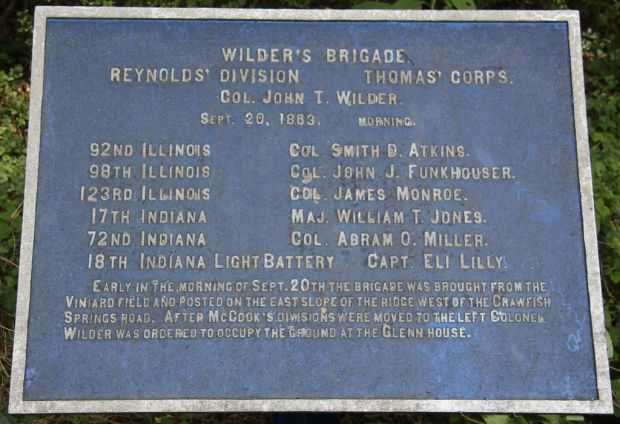 WILDER'S BRIGADE.
REYNOLDS' DIVISION THOMAS' CORPS.
COL. JOHN T. WILDER.
SEPT. 20, 1863. MORNING.
92ND ILLINOIS COL. SMITH D. ATKINS.
98TH ILLINOIS COL. JOHN J. FUNKHOUSER.
123RD ILLINOIS COL. JAMES MONROE.
17TH INDIANA MAJ. WILLIAM T. JONES.
72ND INDIANA COL. ABRAM O. MILLER.
18TH INDIANA LIGHT BATTERY CAPT. ELI LILLY.
EARLY IN THE MORNING OF SEPT. 20TH THE BRIGADE WAS BROUGHT FROM THE
VINIARD FIELD AND POSTED ON THE EAST SLOPE OF THE RIDGE WEST OF THE CRAWFISH
SPRINGS ROAD. AFTER MCCOOK'S DIVISIONS WERE MOVED TO THE LEFT COLONEL
WILDER WAS ORDERED TO OCCUPY THE GROUND AT THE GLENN HOUSE.